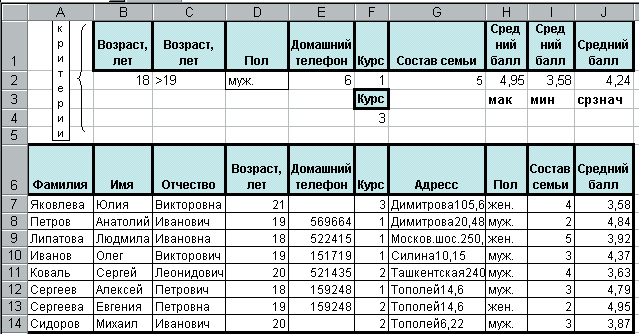 A B C D E F G H I J
1 критерии Возраст, лет Возраст, лет Пол Домашний телефон Курс Состав семьи Сред ний балл Сред ний балл Средний балл
2 18 >19 муж. 6 1 5 4,95 3,58 4,24
3 Курс мак мин срзнач
4 3
5
6 Фамилия Имя Отчество Возраст, лет Домашний телефон Курс Адресс Пол Состав семьи Средний балл
7 Яковлева Юлия Викторовна 21 3 Димитрова105,6 жен. 4 3,58
8 Петров Анатолий Иванович 19 569664 1 Димитрова20,48 муж. 2 4,84
9 Липатова Людмила Ивановна 18 522415 1 Москов.шос.250, жен. 5 3,92
10 Иванов Олег Викторович 19 151719 1 Силина10,15 муж. 3 4,37
11 Коваль Сергей Леонидович 20 521435 2 Ташкентская240 муж. 4 3,63
12 Сергеев Алексей Петрович 18 159248 1 Тополей14,6 муж. 3 4,79
13 Сергеева Евгения Петровна 19 159248 2 Тополей14,6 жен. 2 4,95
14 Сидоров Михаил Иванович 20 2 Тополей6,22 муж. 3 3,87